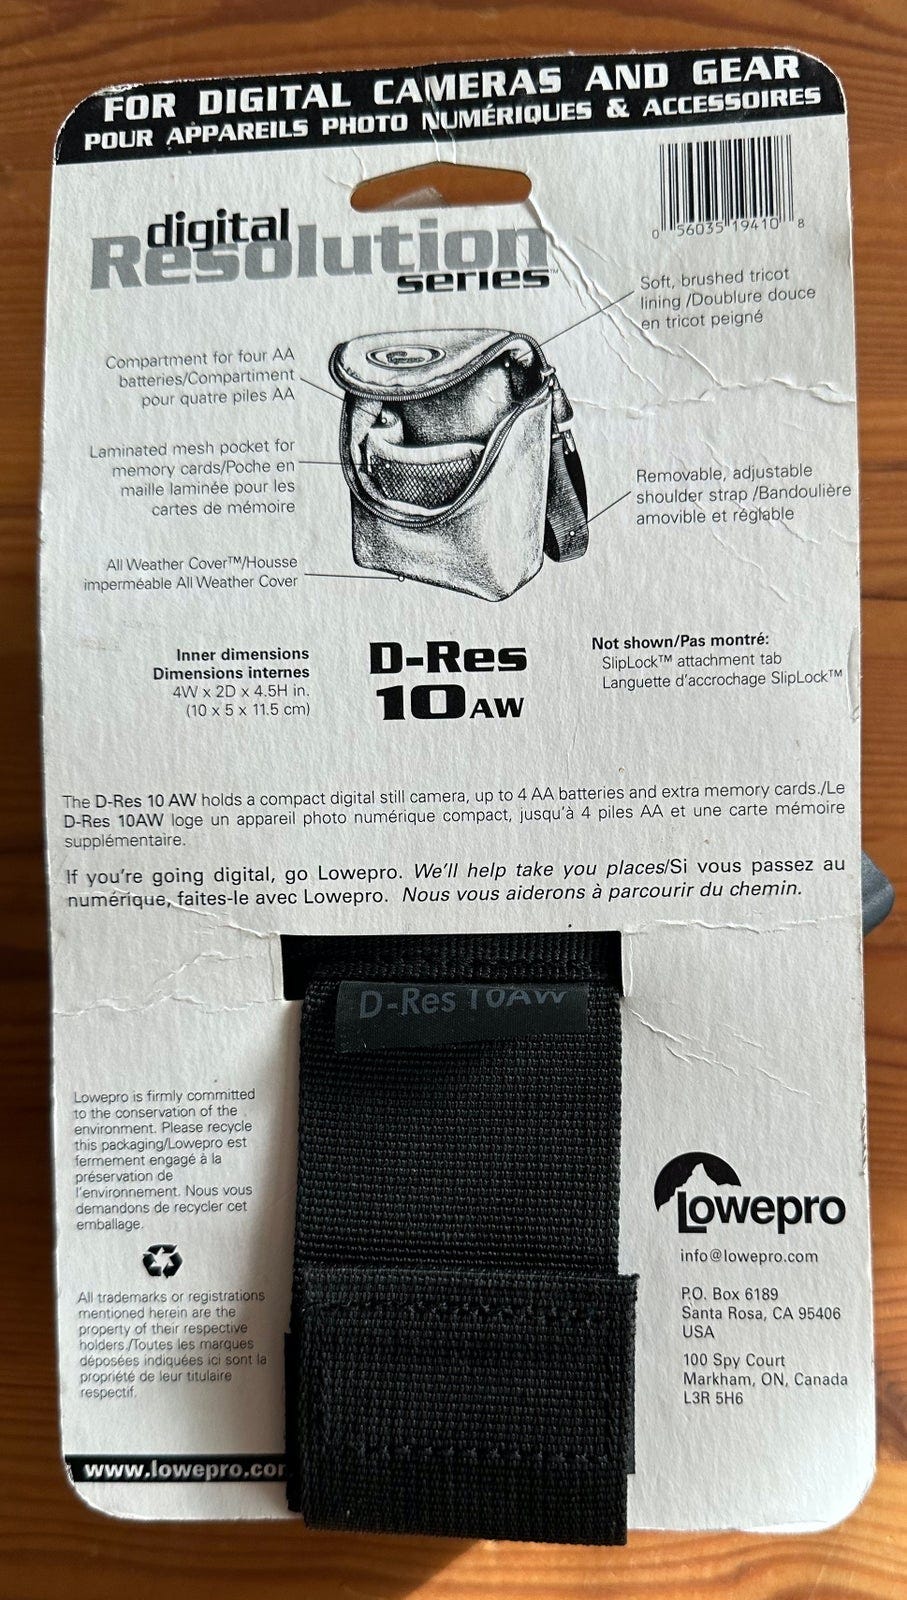 FOR DIGITAL CAMERAS AND GEAR
POUR APPAREILS PHOTO NUMÉRIQUES & ACCESSOIRES
0 56035 19410 8
digital
Resolution
series™
Soft, brushed tricot
lining /Doublure douce
en tricot peigné
Compartment for four AA
batteries/Compartiment
pour quatre piles AA
Laminated mesh pocket for
memory cards/Poche en
maille laminée pour les
cartes de mémoire
Removable, adjustable
shoulder strap /Bandoulière
amovible et réglable
All Weather Cover™/Housse
imperméable All Weather Cover
Inner dimensions
Dimensions internes
4W x 2D x 4.5H in.
(10 x 5 x 11.5 cm)
D-Res
10 AW
Not shown/Pas montré:
SlipLock™ attachment tab
Languette d'accrochage SlipLock™
The D-Res 10 AW holds a compact digital still camera, up to 4 AA batteries and extra memory cards./Le
D-Res 10AW loge un appareil photo numérique compact, jusqu'à 4 piles AA et une carte mémoire
supplémentaire.
If you're going digital, go Lowepro. We'll help take you places/Si vous passez au
numérique, faites-le avec Lowepro. Nous vous aiderons à parcourir du chemin.
D-Res 10AW
Lowepro is firmly committed
to the conservation of the
environment. Please recycle
this packaging/Lowepro est
fermement engagé à la
préservation de
l'environnement. Nous vous
demandons de recycler cet
emballage.
All trademarks or registrations
mentioned herein are the
property of their respective
holders./Toutes les marques
déposées indiquées ici sont la
propriété de leur titulaire
respectif.
www.lowepro.cor
Lowepro
info@lowepro.com
P.O. Box 6189
Santa Rosa, CA 95406
USA
100 Spy Court
Markham, ON, Canada
L3R 5H6